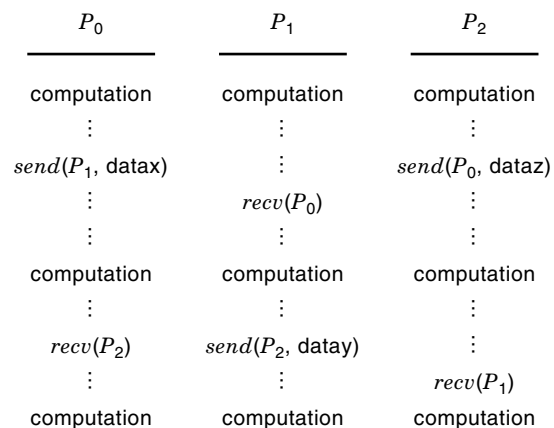 P0 P1 P2
computation computation computation
⋮ ⋮ ⋮
send(P1, datax) ⋮ send(P0, dataz)
⋮ recv(P0) ⋮
⋮ ⋮ ⋮
computation computation computation
⋮ ⋮ ⋮
recv(P2) send(P2, datay) ⋮
⋮ ⋮ recv(P1)
computation computation computation